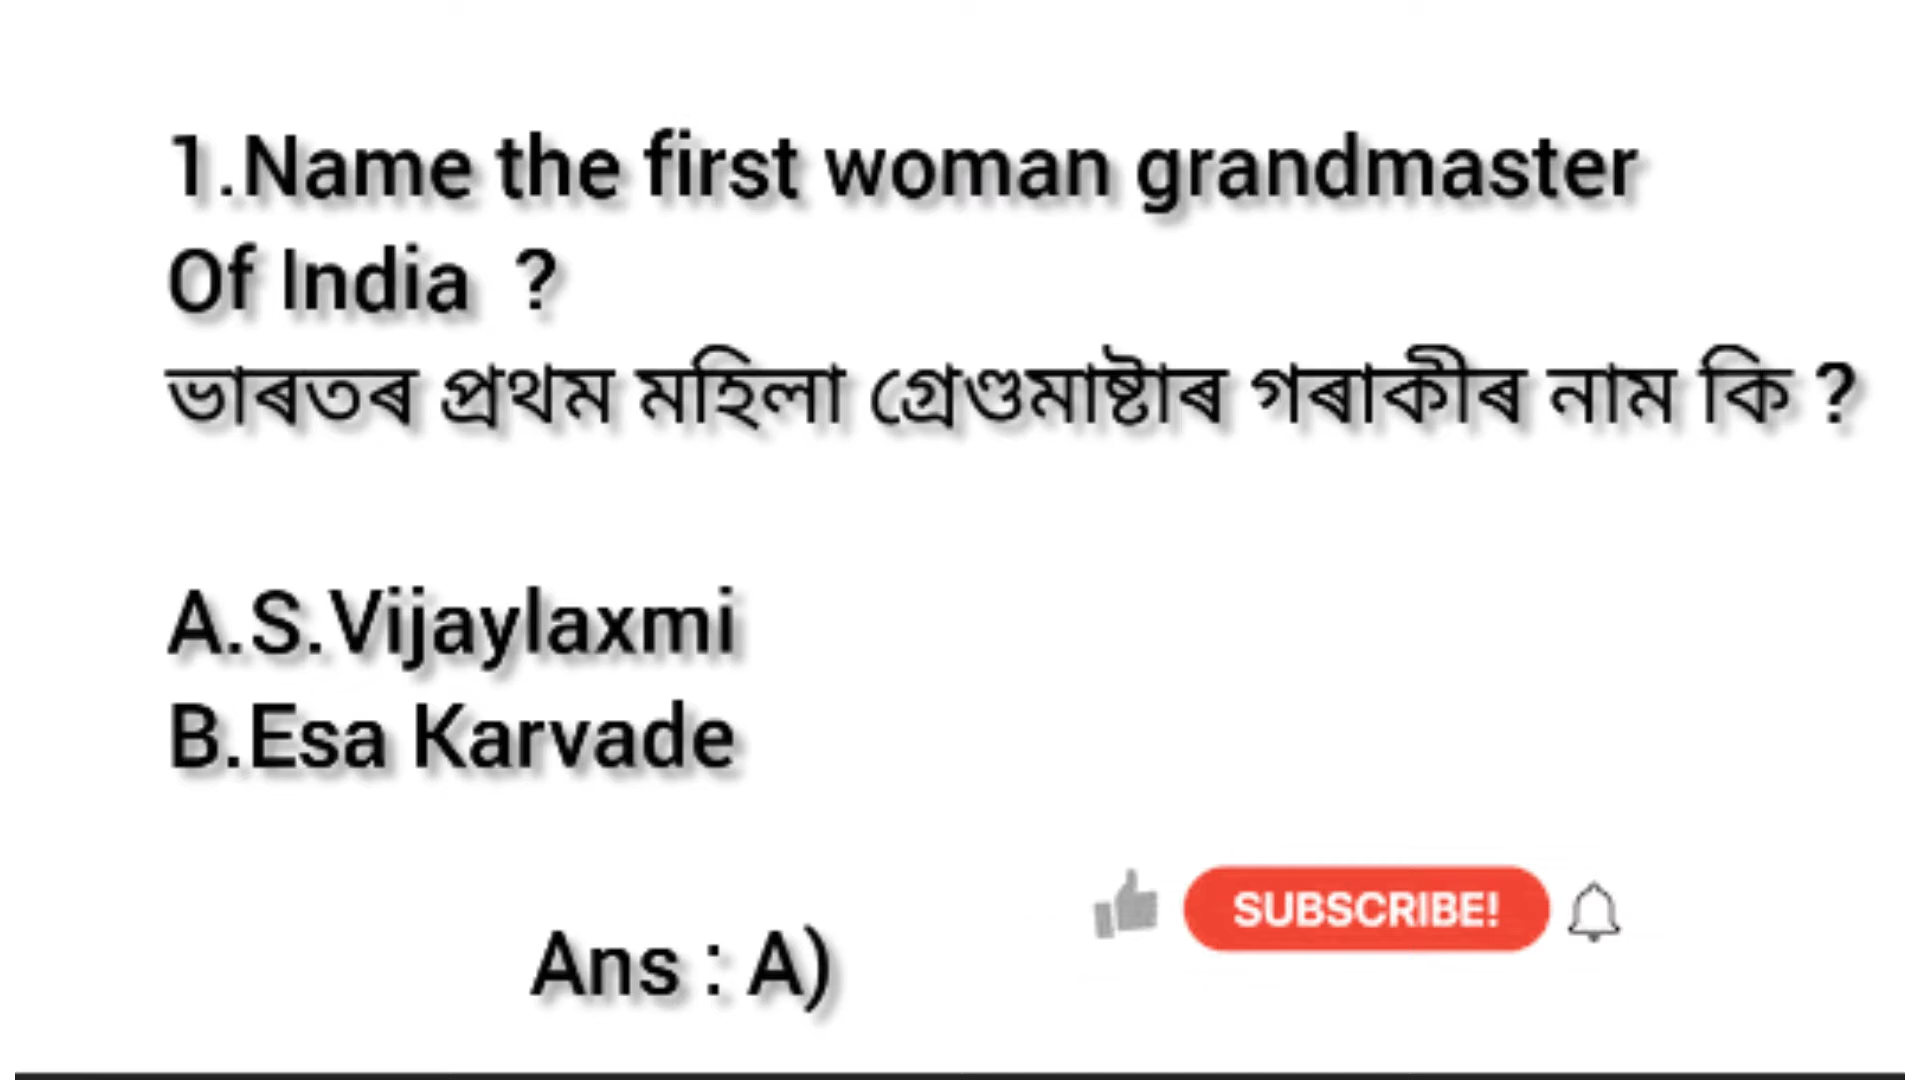 1.Name the first woman grandmaster
Of India ?
ভাৰতৰ প্ৰথম মহিলা গ্ৰেণ্ডমাষ্টাৰ গৰাকীৰ নাম কি ?
A.S.Vijaylaxmi
B.Esa Karvade
SUBSCRIBE!
Ans : A)